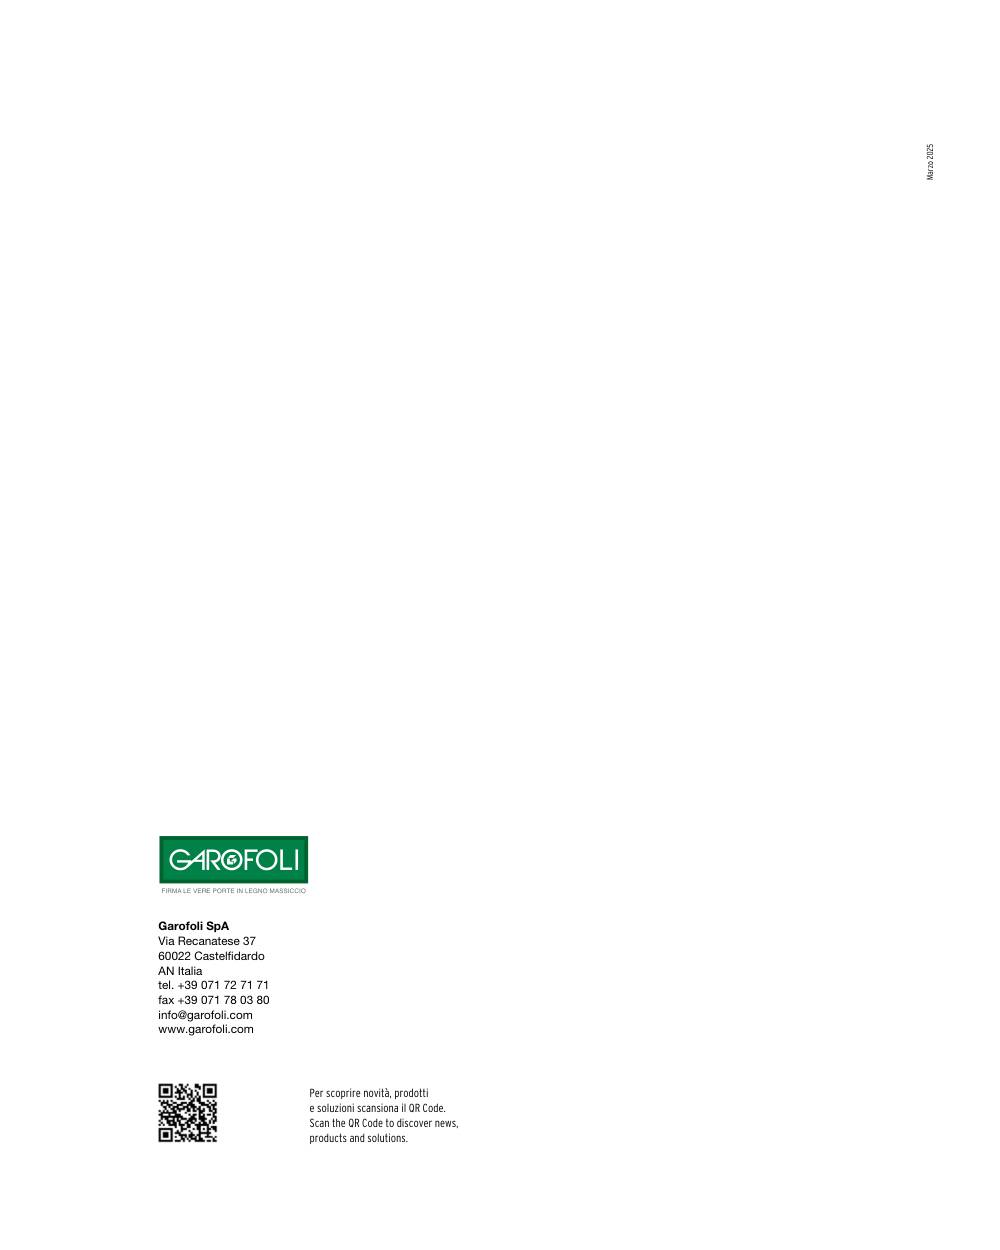 Marzo 2025
GAROFOLI
FIRMA LE VERE PORTE IN LEGNO MASSICCIO
Garofoli SpA
Via Recanatese 37
60022 Castelfidardo
AN Italia
tel. +39 071 72 71 71
fax +39 071 78 03 80
info@garofoli.com
www.garofoli.com
Per scoprire novità, prodotti
e soluzioni scansiona il QR Code.
Scan the QR Code to discover news,
products and solutions.